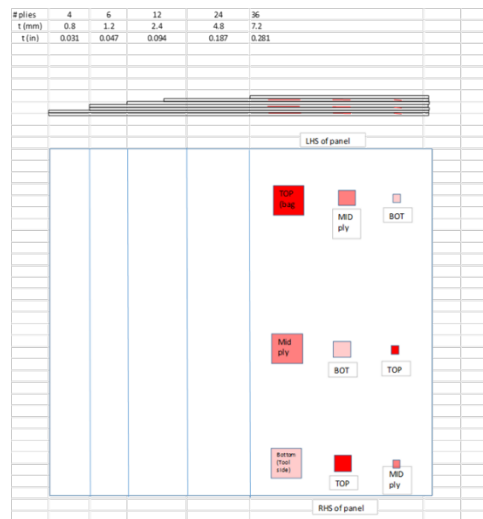 # plies 4 6 12 24 36
t (mm) 0.8 1.2 2.4 4.8 7.2
t (in) 0.031 0.047 0.094 0.187 0.281
LHS of panel
TOP
(bag
MID
ply
BOT
Mid
ply
BOT
TOP
Bottom
(Tool
side)
TOP
MID
ply
RHS of panel